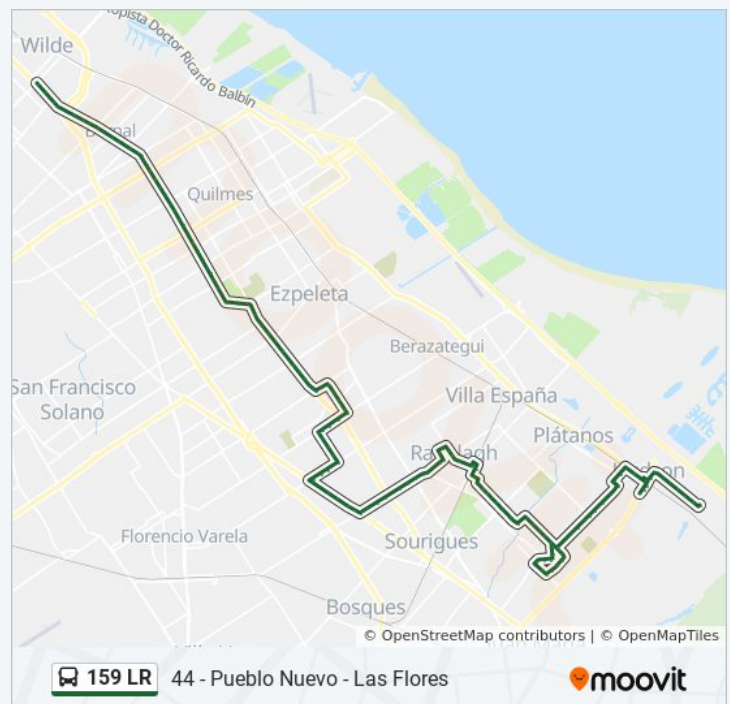 Wilde
Autopista Doctor Ricardo Balbín
Bernal
Quilmes
Ezpeleta
Berazategui
San Francisco
Solano
Villa España
Plátanos
Ranelagh
Hudson
Florencio Varela
Sourigues
Bosques
© OpenStreetMap contributors | © OpenMapTiles
159 LR 44 - Pueblo Nuevo - Las Flores moovit